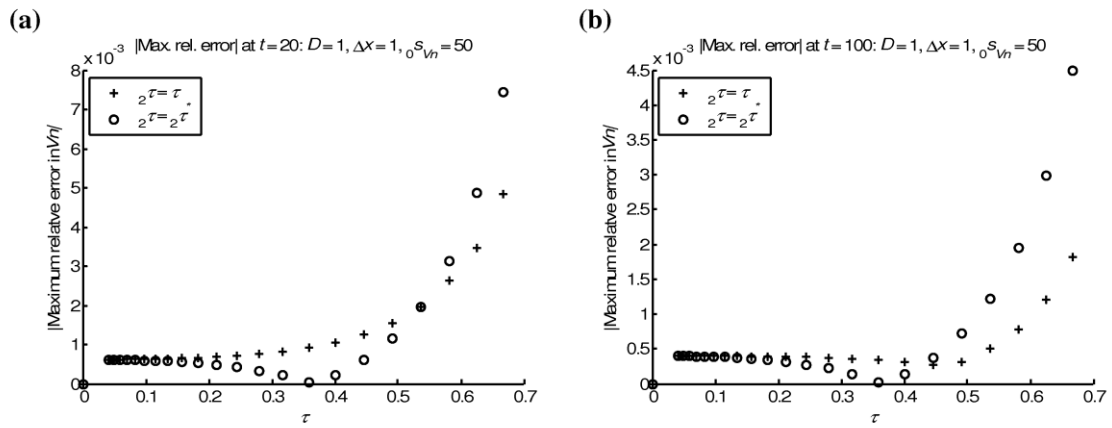 (a)
|Max. rel. error| at t=20: D=1, Δx=1, ₀s_Vn=50
× 10⁻³
8
7
6
5
4
3
2
1
0
|Maximum relative error in Vn|
+ ₂τ=τ
o ₂τ=₂τ*
0 0.1 0.2 0.3 0.4 0.5 0.6 0.7
τ
(b)
|Max. rel. error| at t=100: D=1, Δx=1, ₀s_Vn=50
× 10⁻³
4.5
4
3.5
3
2.5
2
1.5
1
0.5
0
|Maximum relative error in Vn|
+ ₂τ=τ
o ₂τ=₂τ*
0 0.1 0.2 0.3 0.4 0.5 0.6 0.7
τ